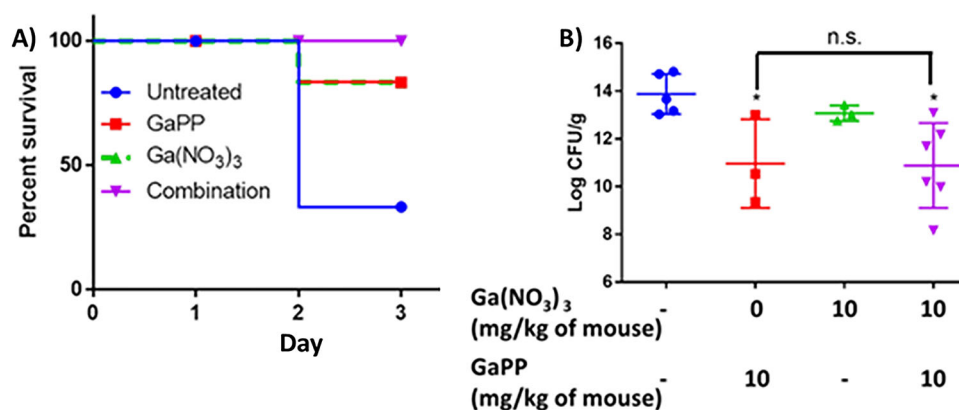 A)
Percent survival
100
50
0
Untreated
GaPP
Ga(NO₃)₃
Combination
0 1 2 3
Day
B)
n.s.
* *
Log CFU/g
16
14
12
10
8
6
Ga(NO₃)₃ - 0 10 10
(mg/kg of mouse)
GaPP - 10 - 10
(mg/kg of mouse)